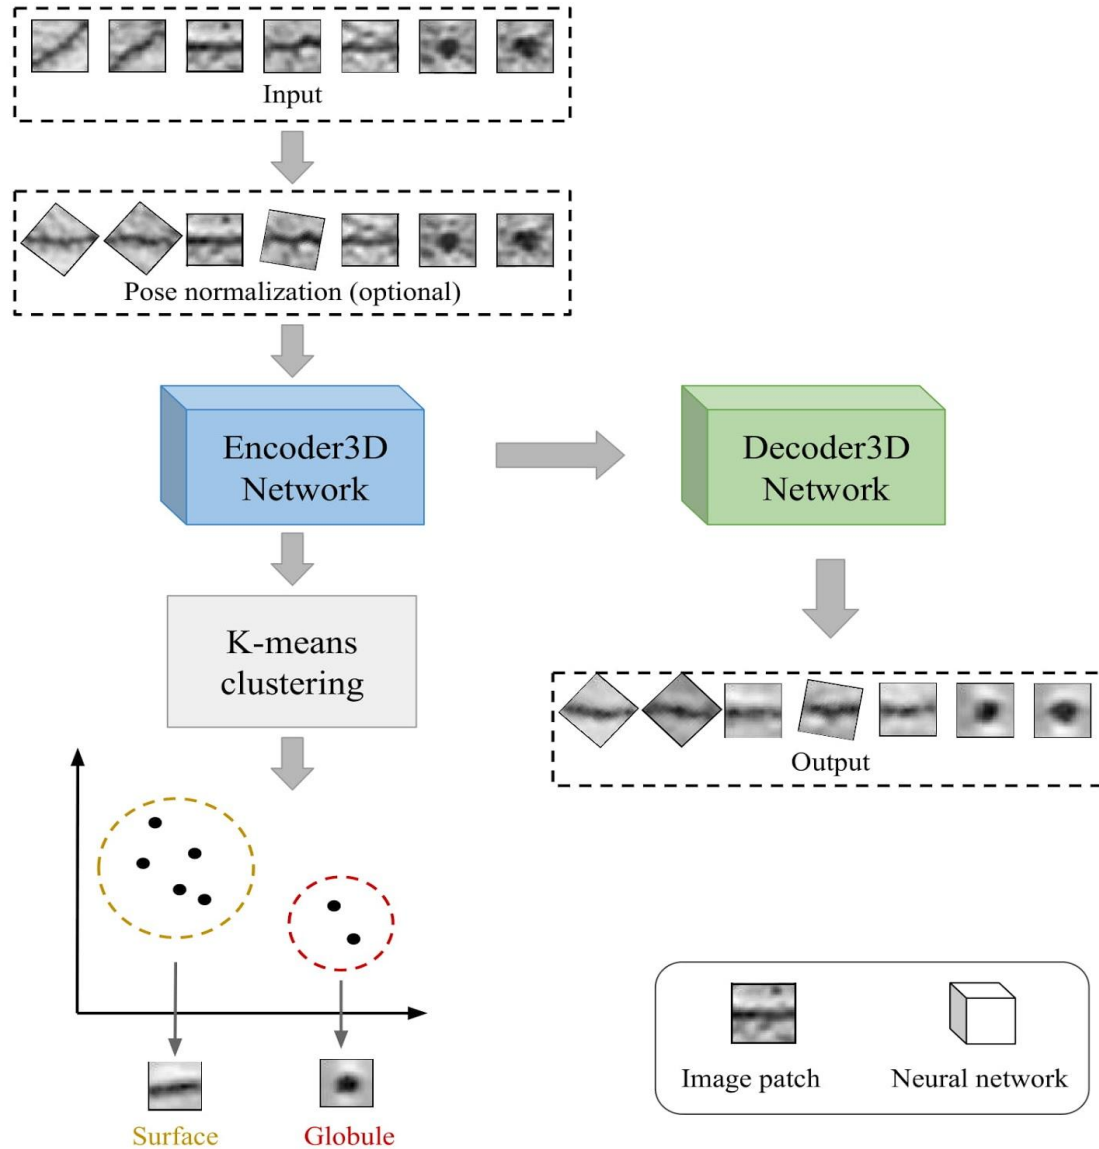 Input
Pose normalization (optional)
Encoder3D
Network
Decoder3D
Network
K-means
clustering
Output
Surface
Globule
Image patch
Neural network